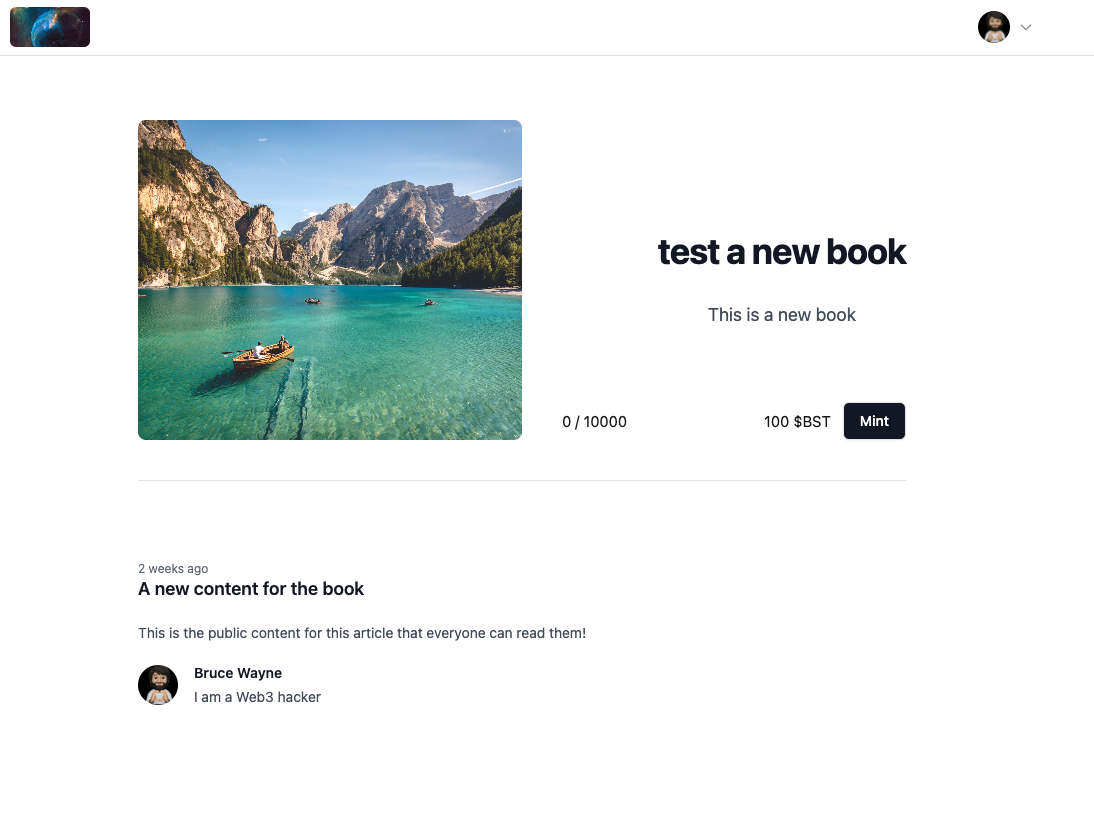 test a new book
This is a new book
0 / 10000
100 $BST
Mint
2 weeks ago
A new content for the book
This is the public content for this article that everyone can read them!
Bruce Wayne
I am a Web3 hacker